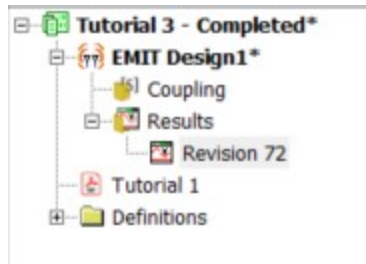 Tutorial 3 - Completed*
EMIT Design1*
[S] Coupling
Results
Revision 72
Tutorial 1
Definitions